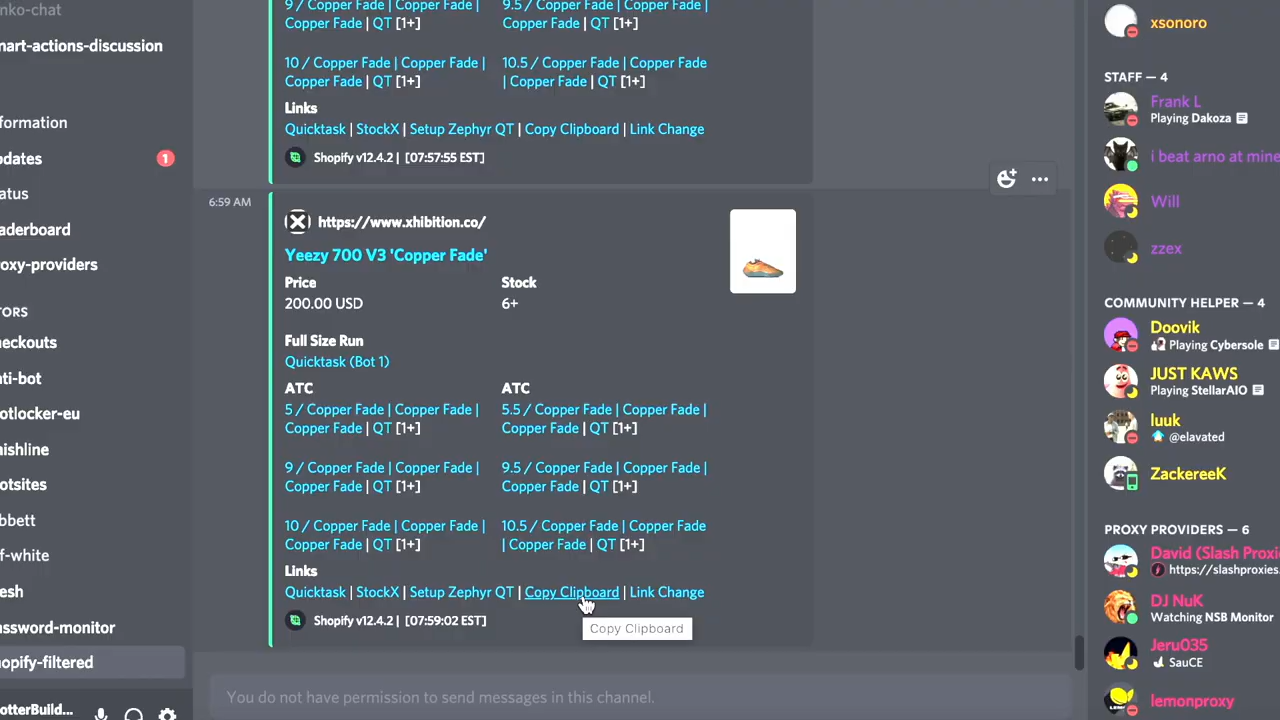 nko-chat
mart-actions-discussion
formation
odates
1
atus
aderboard
oxy-providers
ORS
eckouts
nti-bot
otlocker-eu
ishline
otsites
bbett
f-white
esh
assword-monitor
opify-filtered
otterBuild...
9 / Copper Fade | Copper Fade |
Copper Fade | QT [1+]
9.5 / Copper Fade | Copper Fade |
Copper Fade | QT [1+]
10 / Copper Fade | Copper Fade |
Copper Fade | QT [1+]
10.5 / Copper Fade | Copper Fade
| Copper Fade | QT [1+]
Links
Quicktask | StockX | Setup Zephyr QT | Copy Clipboard | Link Change
Shopify v12.4.2 | [07:57:55 EST]
6:59 AM
https://www.xhibition.co/
Yeezy 700 V3 'Copper Fade'
Price
200.00 USD
Stock
6+
Full Size Run
Quicktask (Bot 1)
ATC
5 / Copper Fade | Copper Fade |
Copper Fade | QT [1+]
ATC
5.5 / Copper Fade | Copper Fade |
Copper Fade | QT [1+]
9 / Copper Fade | Copper Fade |
Copper Fade | QT [1+]
9.5 / Copper Fade | Copper Fade |
Copper Fade | QT [1+]
10 / Copper Fade | Copper Fade |
Copper Fade | QT [1+]
10.5 / Copper Fade | Copper Fade
| Copper Fade | QT [1+]
Links
Quicktask | StockX | Setup Zephyr QT | Copy Clipboard | Link Change
Shopify v12.4.2 | [07:59:02 EST]
Copy Clipboard
You do not have permission to send messages in this channel.
xsonoro
STAFF — 4
Frank L
Playing Dakoza
i beat arno at mine
Will
zzex
COMMUNITY HELPER — 4
Doovik
Playing Cybersole
JUST KAWS
Playing StellarAIO
luuk
@elavated
ZackereeK
PROXY PROVIDERS — 6
David (Slash Proxie
https://slashproxies.
DJ NuK
Watching NSB Monitor
Jeru035
SauCE
lemonproxy